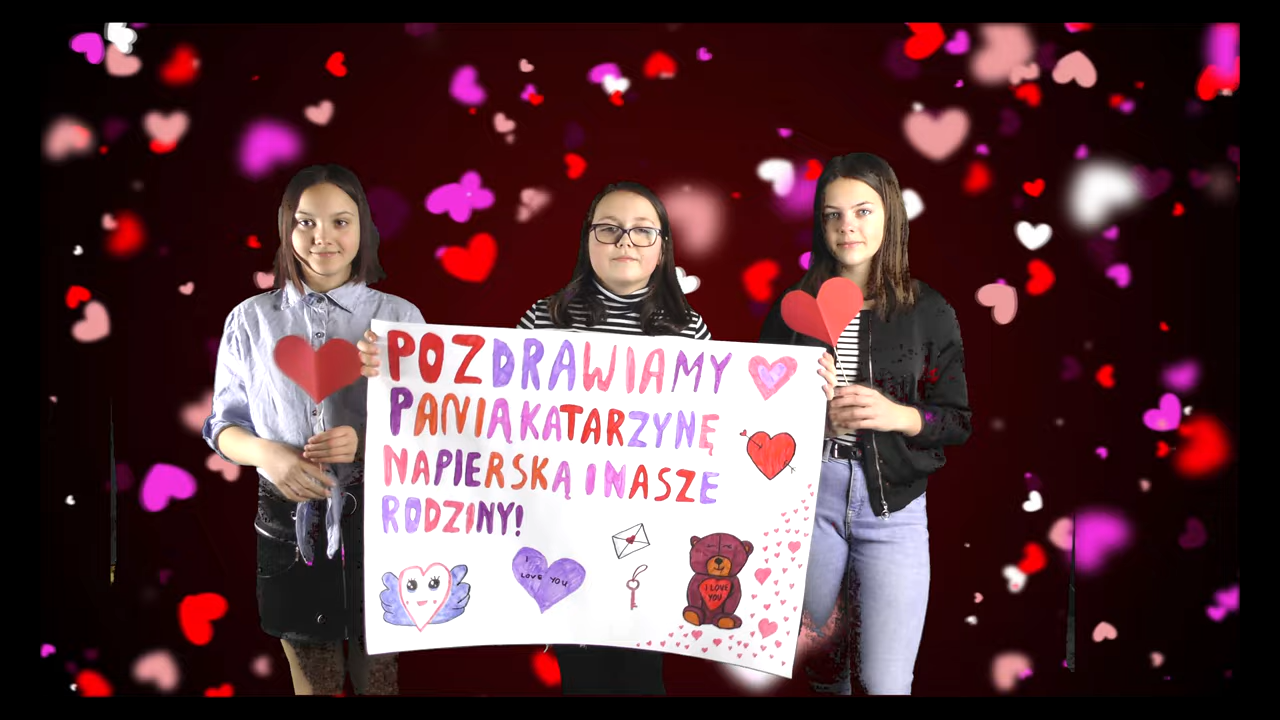 POZDRAWIAMY
PANIĄ KATARZYNĘ
NAPIERSKĄ I NASZE
RODZINY!
I
LOVE YOU
I LOVE
YOU